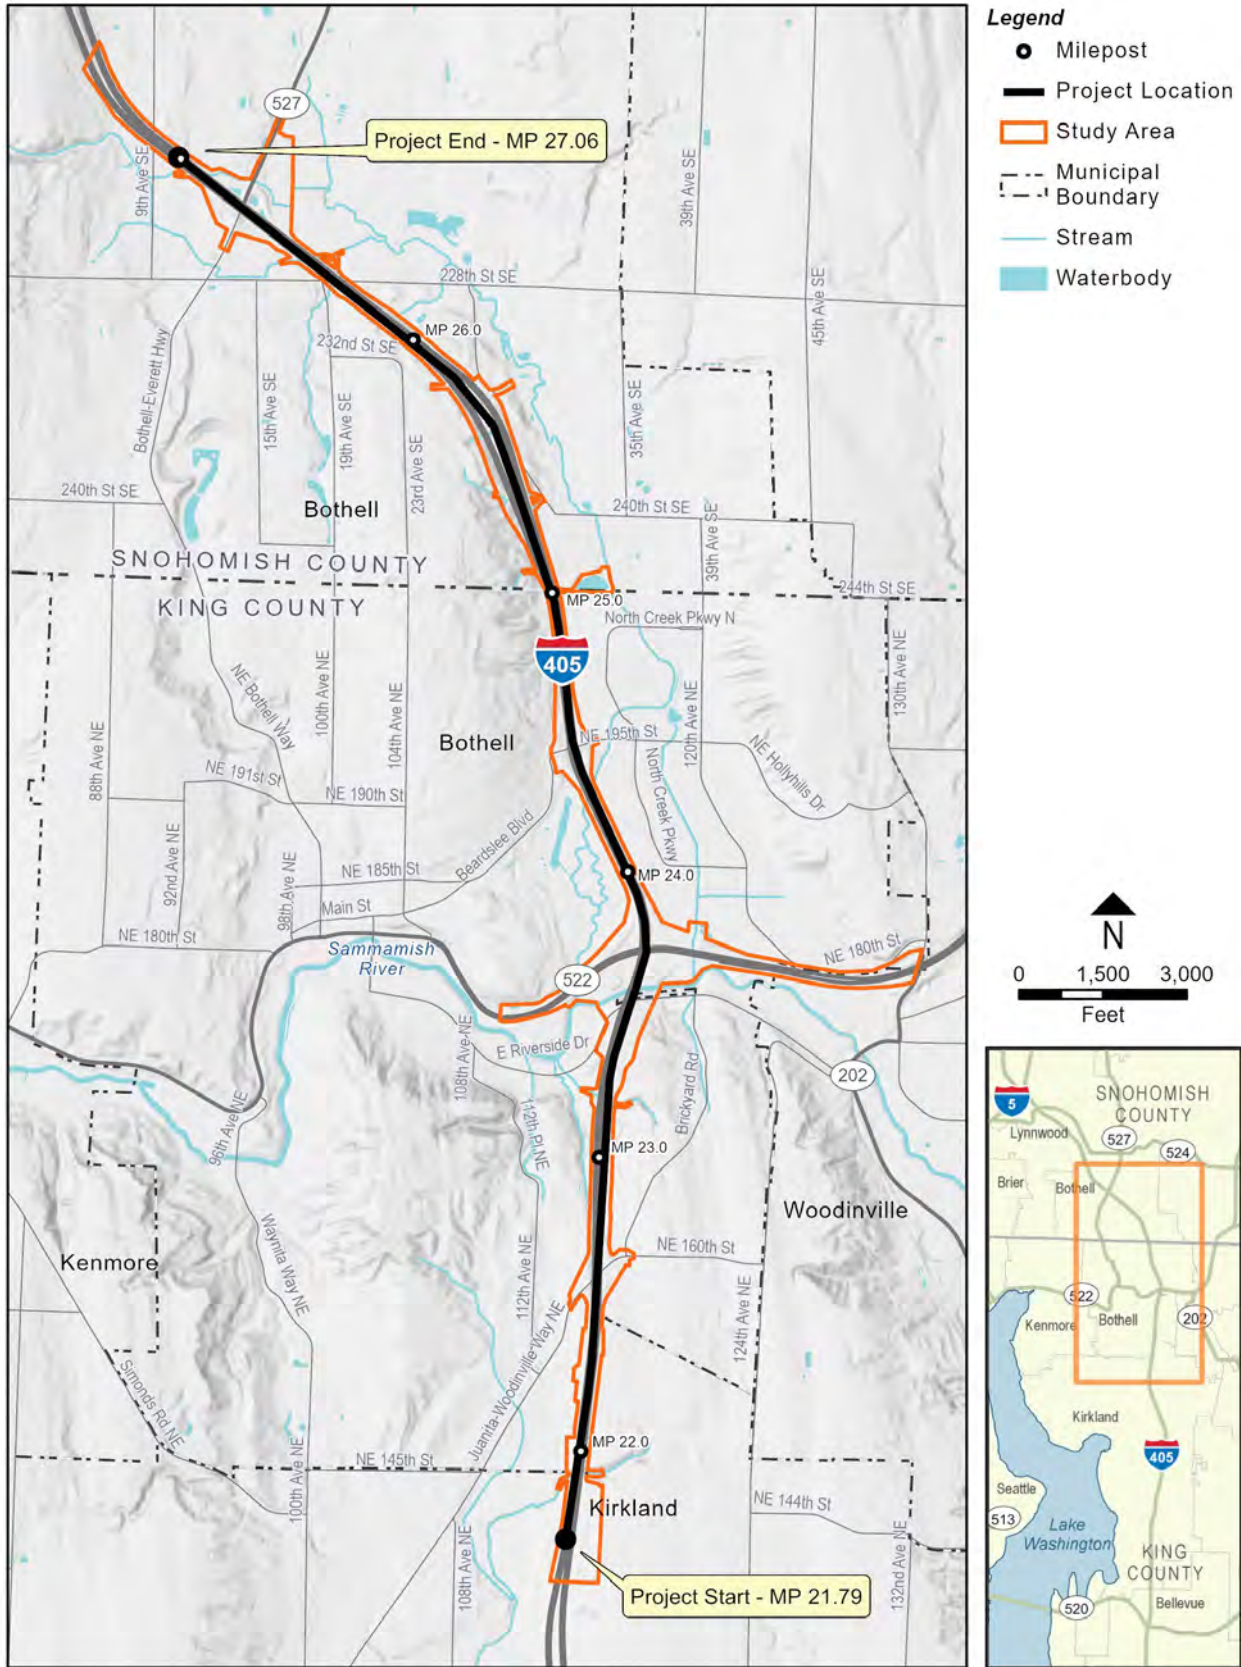 Legend
Milepost
Project Location
Study Area
Municipal
Boundary
Stream
Waterbody
527
Project End - MP 27.06
9th Ave SE
39th Ave SE
228th St SE
45th Ave SE
MP 26.0
232nd St SE
Bothell-Everett Hwy
15th Ave SE
19th Ave SE
23rd Ave SE
35th Ave SE
240th St SE
Bothell
240th St SE
39th Ave SE
SNOHOMISH COUNTY
KING COUNTY
244th St SE
MP 25.0
North Creek Pkwy N
405
130th Ave NE
NE Bothell Way
100th Ave NE
104th Ave NE
120th Ave NE
88th Ave NE
Bothell
NE 195th St
NE Hollyhills Dr
North Creek Pkwy
NE 191st St
NE 190th St
92nd Ave NE
Beardslee Blvd
NE 185th St
MP 24.0
98th Ave NE
Main St
NE 180th St
Sammamish
River
NE 180th St
522
E Riverside Dr
108th Ave NE
Brickyard Rd
202
96th Ave NE
112th Pl NE
MP 23.0
Woodinville
Waynita Way NE
NE 160th St
Kenmore
112th Ave NE
124th Ave NE
Juanita-Woodinville Way NE
Simonds Rd NE
MP 22.0
NE 145th St
100th Ave NE
Kirkland
NE 144th St
108th Ave NE
132nd Ave NE
Project Start - MP 21.79
N
0 1,500 3,000
Feet
SNOHOMISH
COUNTY
5
Lynnwood
527
524
Brier
Bothell
522
Kenmore
Bothell
202
Kirkland
405
Seattle
513
Lake
Washington
KING
COUNTY
520
Bellevue